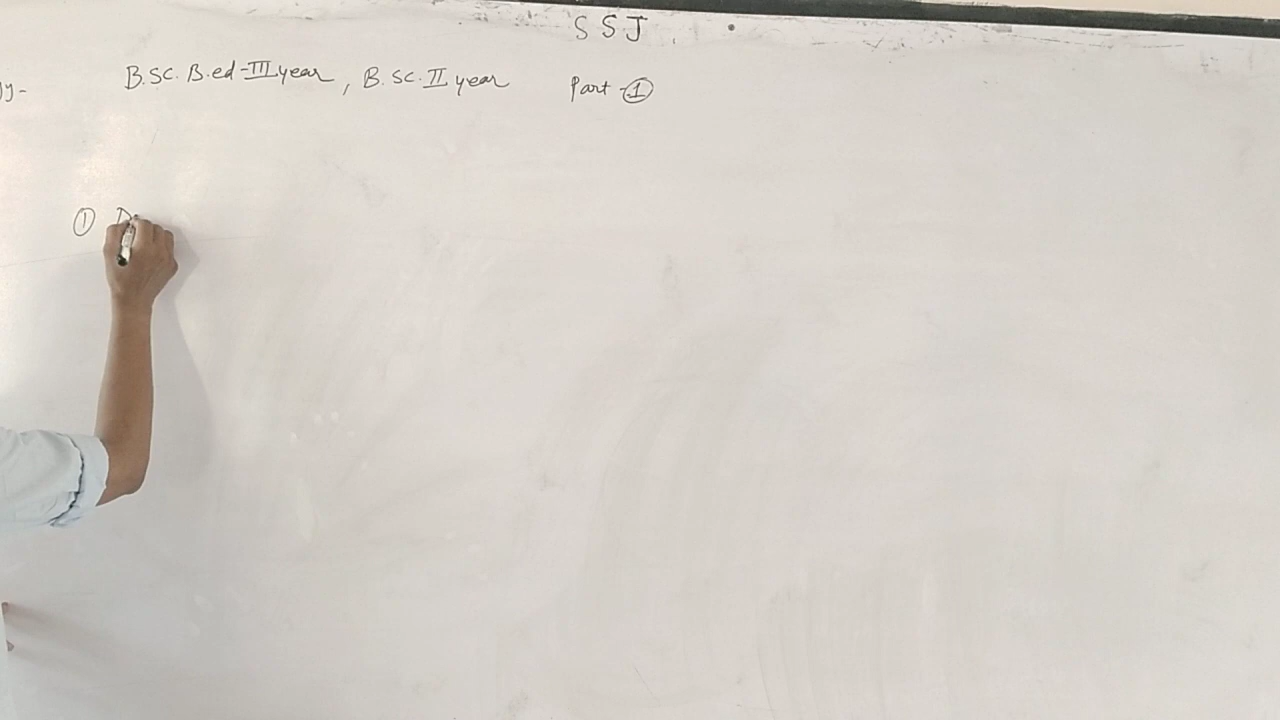 SSJ
B.Sc. B.ed-III year, B.Sc. II year Part-①
①